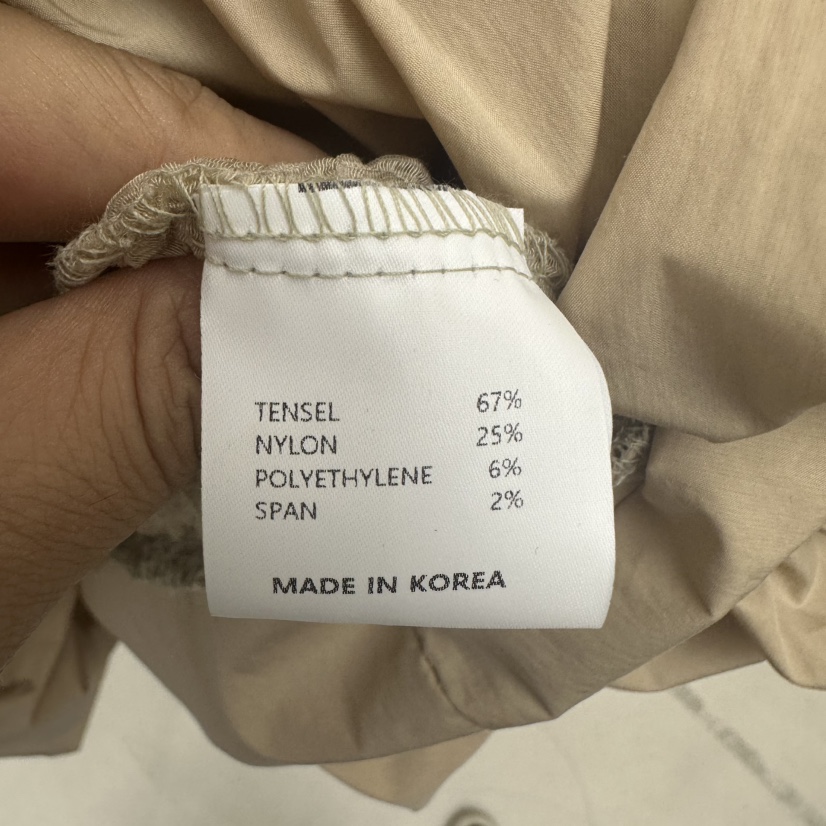 TENSEL 67%
NYLON 25%
POLYETHYLENE 6%
SPAN 2%
MADE IN KOREA